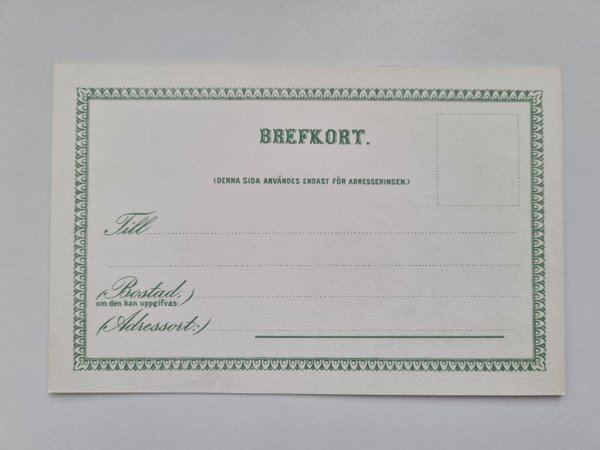 BREFKORT.
(DENNA SIDA ANVÄNDES ENDAST FÖR ADRESSERINGEN.)
Till
(Bostad:)
om den kan uppgifvas.
(Adressort:)